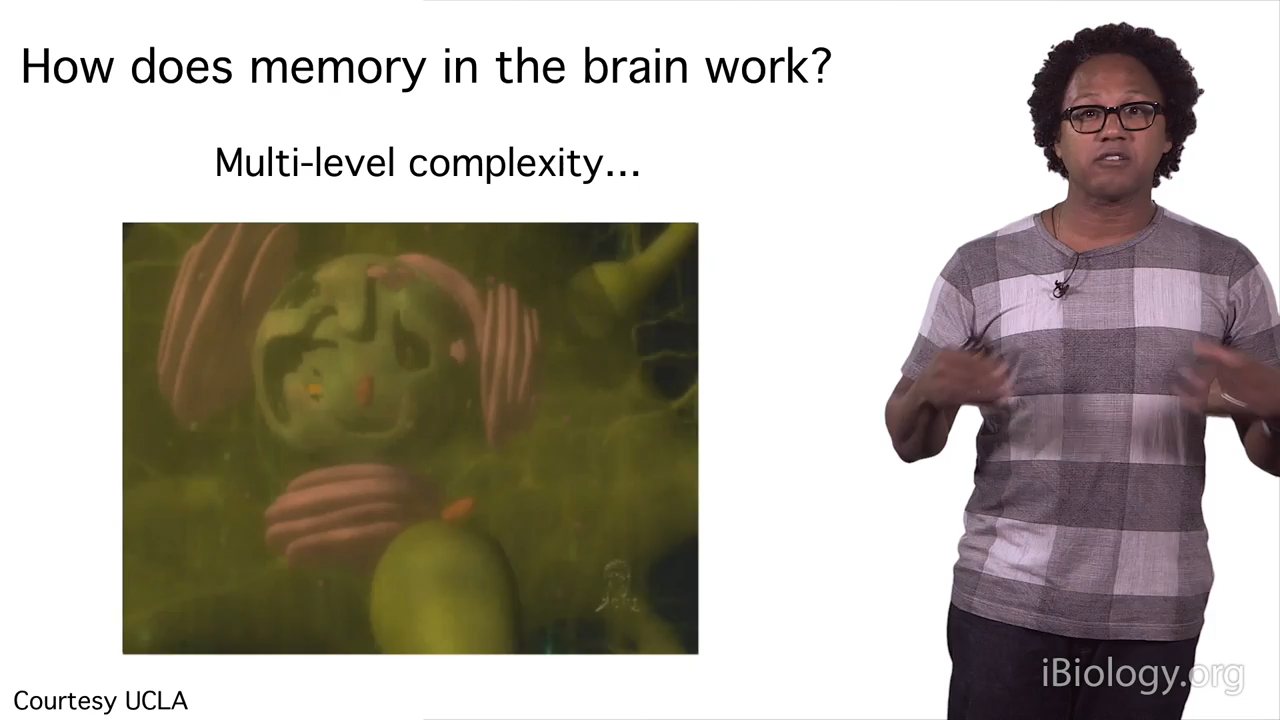 How does memory in the brain work?
Multi-level complexity...
Courtesy UCLA
iBiology.org